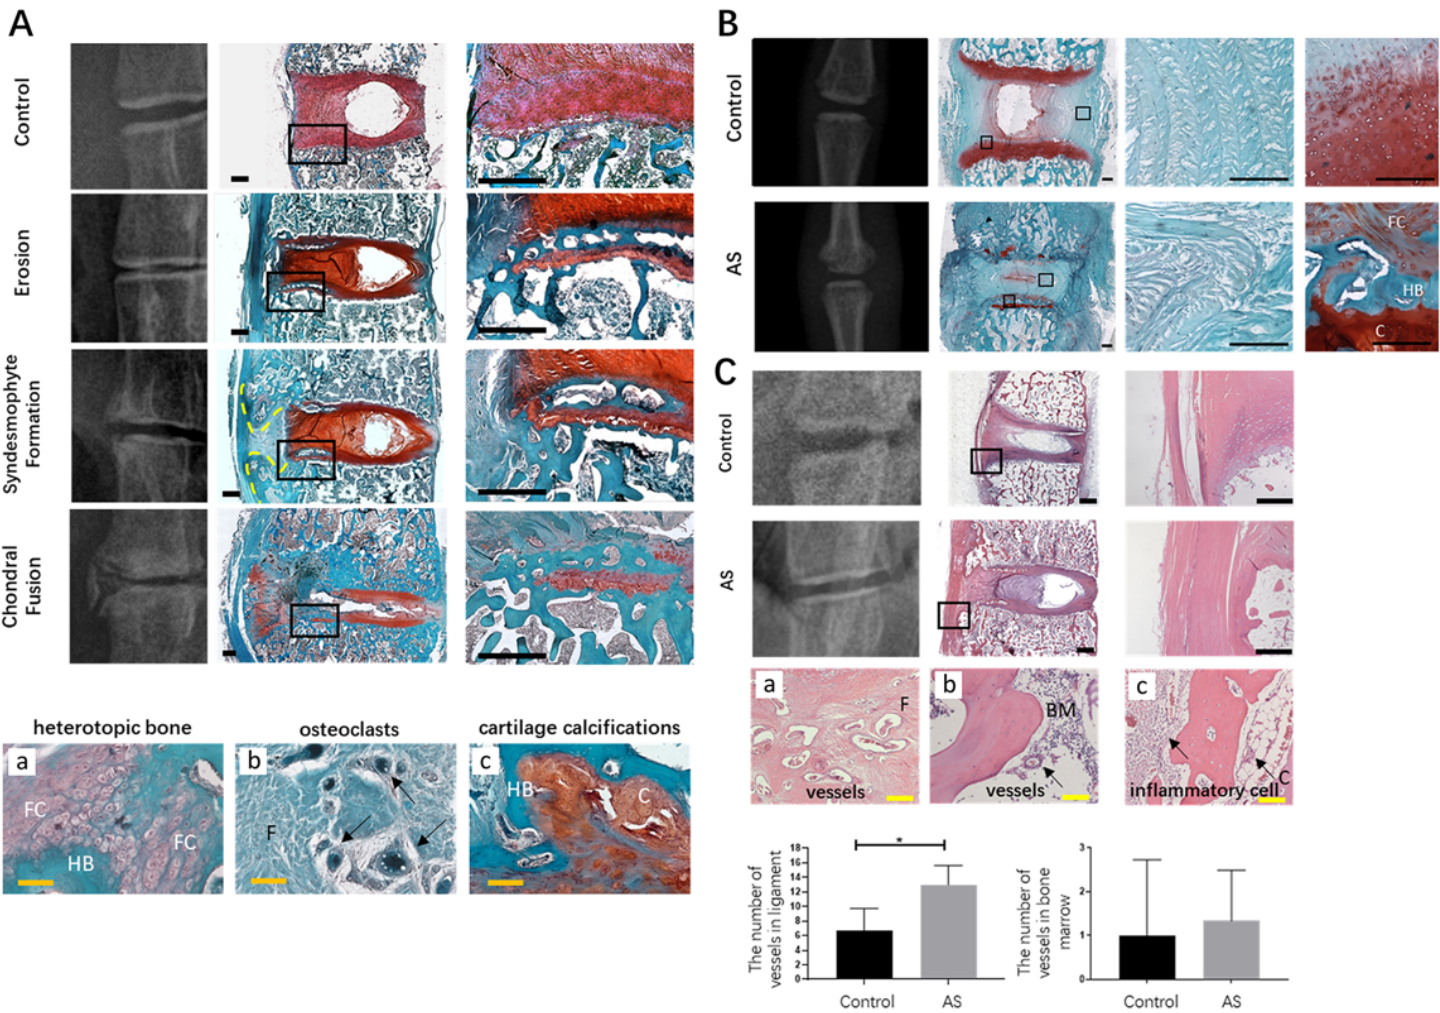 A
Control
Erosion
Syndesmophyte
Formation
Chondral
Fusion
heterotopic bone
osteoclasts
cartilage calcifications
a
FC
FC
HB
b
F
c
HB
C
B
Control
AS
FC
HB
C
C
Control
AS
a
F
vessels
b
BM
vessels
c
C
inflammatory cell
The number of
vessels in ligament
18
16
14
12
10
8
6
4
2
0
*
Control
AS
The number of
vessels in bone
marrow
3
2
1
0
Control
AS